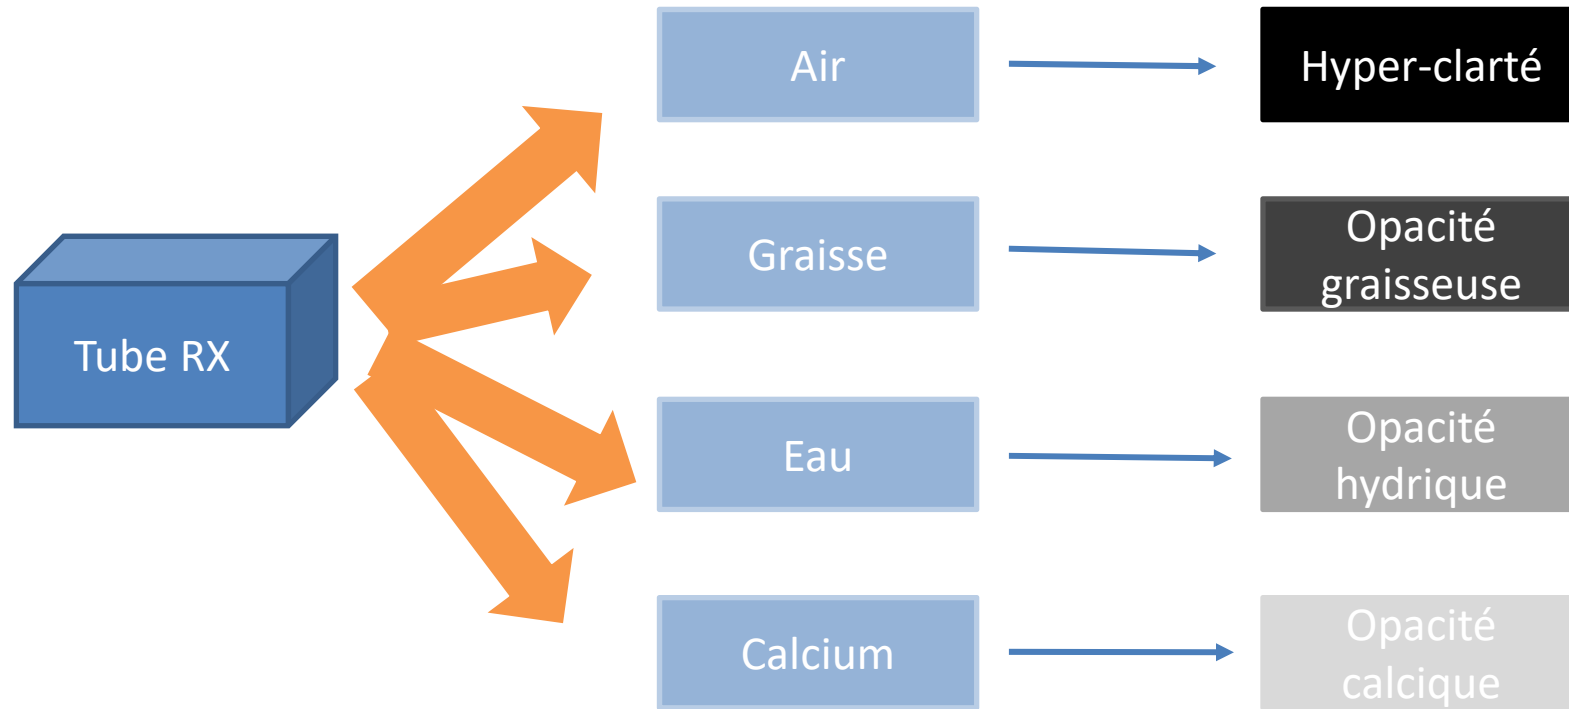 Tube RX
Air
Hyper-clarté
Graisse
Opacité
graisseuse
Eau
Opacité
hydrique
Calcium
Opacité
calcique